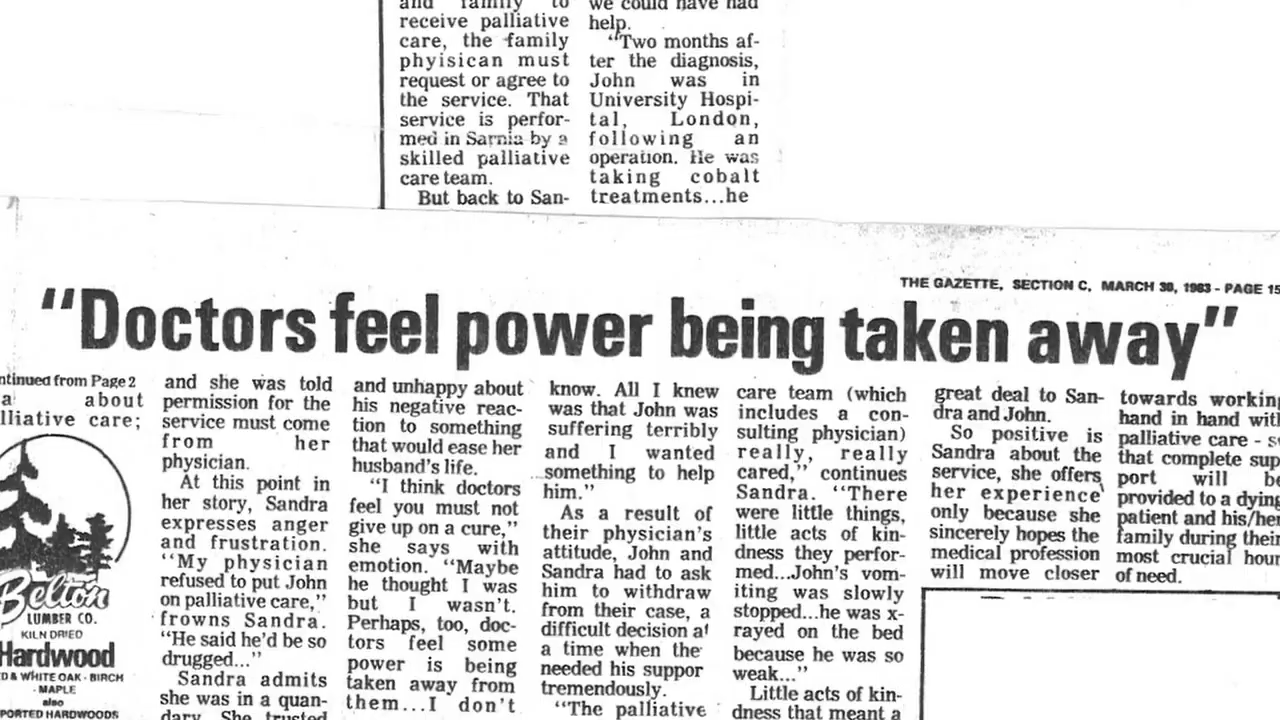 and family to
receive palliative
care, the family
phyisican must
request or agree to
the service. That
service is perfor-
med in Sarnia by a
skilled palliative
care team.
But back to San-
we could have had
help.
"Two months af-
ter the diagnosis,
John was in
University Hospi-
tal, London,
following an
operation. He was
taking cobalt
treatments...he
THE GAZETTE, SECTION C, MARCH 30, 1983 - PAGE 15
"Doctors feel power being taken away"
ntinued from Page 2
a about
lliative care;
Belton
LUMBER CO.
KILN DRIED
Hardwood
D & WHITE OAK - BIRCH
- MAPLE
also
PORTED HARDWOODS
and she was told
permission for the
service must come
from her
physician.
At this point in
her story, Sandra
expresses anger
and frustration.
"My physician
refused to put John
on palliative care,"
frowns Sandra.
"He said he'd be so
drugged..."
Sandra admits
she was in a quan-
dary. She trusted
and unhappy about
his negative reac-
tion to something
that would ease her
husband's life.
"I think doctors
feel you must not
give up on a cure,"
she says with
emotion. "Maybe
he thought I was
but I wasn't.
Perhaps, too, doc-
tors feel some
power is being
taken away from
them...I don't
know. All I knew
was that John was
suffering terribly
and I wanted
something to help
him."
As a result of
their physician's
attitude, John and
Sandra had to ask
him to withdraw
from their case, a
difficult decision at
a time when the
needed his suppor
tremendously.
"The palliative
care team (which
includes a con-
sulting physician)
really, really
cared," continues
Sandra. "There
were little things,
little acts of kin-
dness they perfor-
med...John's vom-
iting was slowly
stopped...he was x-
rayed on the bed
because he was so
weak..."
Little acts of kin-
dness that meant a
great deal to San-
dra and John.
So positive is
Sandra about the
service, she offers
her experience
only because she
sincerely hopes the
medical profession
will move closer
towards working
hand in hand with
palliative care - so
that complete sup
port will be
provided to a dying
patient and his/her
family during their
most crucial hour
of need.